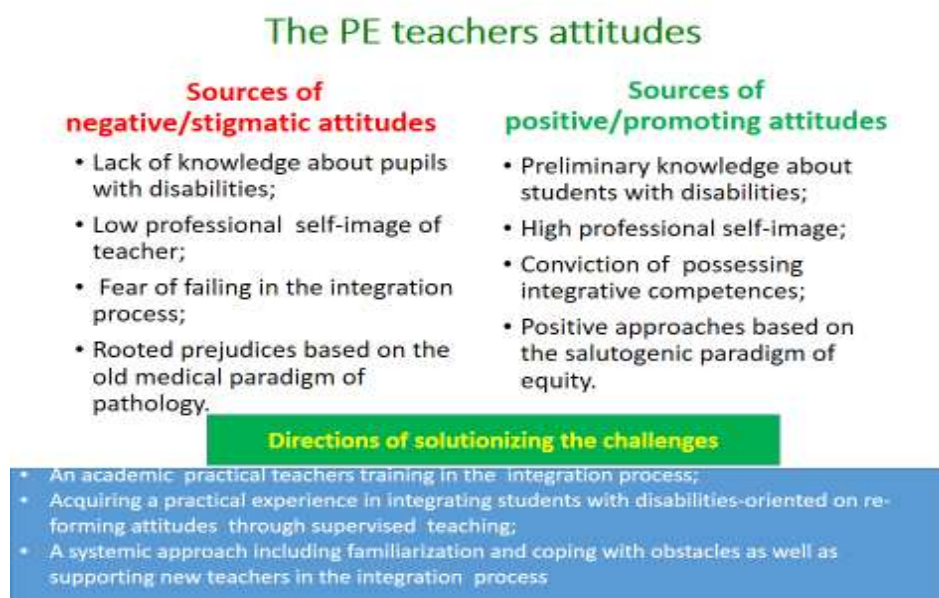 The PE teachers attitudes
Sources of
negative/stigmatic attitudes
• Lack of knowledge about pupils
with disabilities;
• Low professional self-image of
teacher;
• Fear of failing in the integration
process;
• Rooted prejudices based on the
old medical paradigm of
pathology.
Sources of
positive/promoting attitudes
• Preliminary knowledge about
students with disabilities;
• High professional self-image;
• Conviction of possessing
integrative competences;
• Positive approaches based on
the salutogenic paradigm of
equity.
Directions of solutionizing the challenges
• An academic practical teachers training in the integration process;
• Acquiring a practical experience in integrating students with disabilities-oriented on re-
forming attitudes through supervised teaching;
• A systemic approach including familiarization and coping with obstacles as well as
supporting new teachers in the integration process